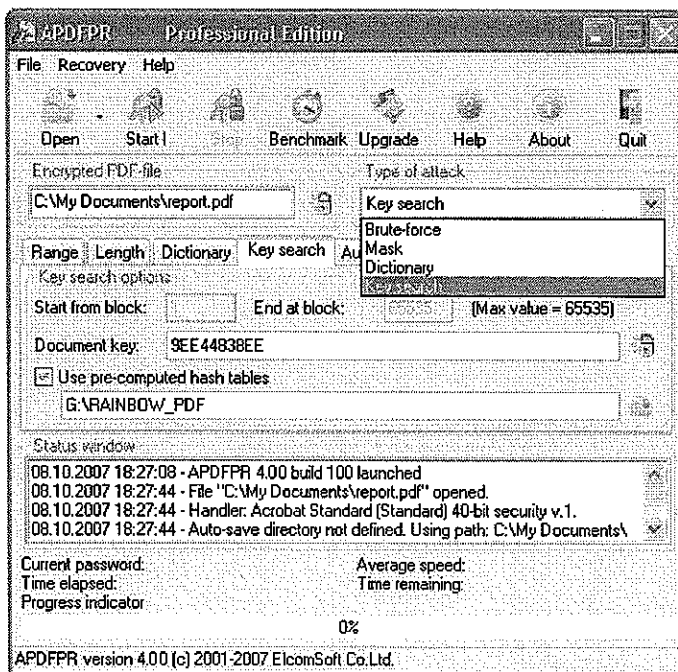 APDFPR Professional Edition
File Recovery Help
Open Start! Stop Benchmark Upgrade Help About Quit
Encrypted PDF-file
Type of attack
C:\My Documents\report.pdf
Key search
Brute-force
Mask
Dictionary
Range Length Dictionary Key search Au
Key search options
Start from block:
End at block: 65535 (Max value = 65535)
Document key: 9EE44838EE
Use pre-computed hash tables
G:\RAINBOW_PDF
Status window
08.10.2007 18:27:08 - APDFPR 4.00 build 100 launched
08.10.2007 18:27:44 - File "C:\My Documents\report.pdf" opened.
08.10.2007 18:27:44 - Handler: Acrobat Standard (Standard) 40-bit security v.1.
08.10.2007 18:27:44 - Auto-save directory not defined. Using path: C:\My Documents\
Current password:
Average speed:
Time elapsed:
Time remaining:
Progress indicator
0%
APDFPR version 4.00 (c) 2001-2007 ElcomSoft Co.Ltd.